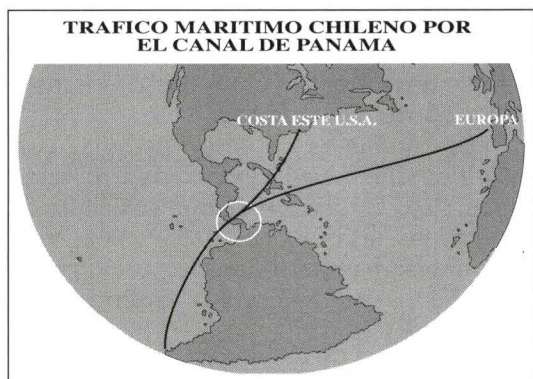 TRAFICO MARITIMO CHILENO POR
EL CANAL DE PANAMA
COSTA ESTE U.S.A.
EUROPA